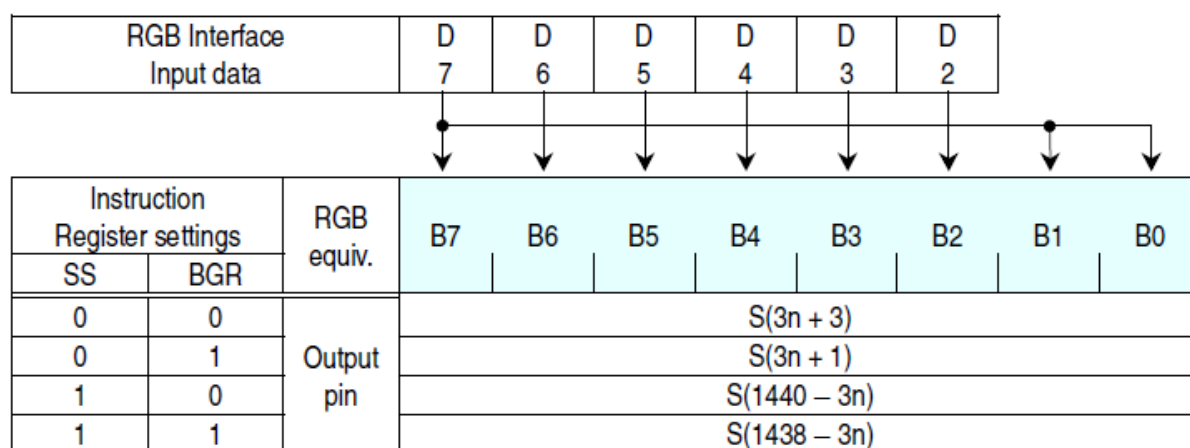 RGB Interface D D D D D D
Input data 7 6 5 4 3 2
Instruction
Register settings RGB equiv. B7 B6 B5 B4 B3 B2 B1 B0
SS BGR
0 0 Output pin S(3n + 3)
0 1 S(3n + 1)
1 0 S(1440 – 3n)
1 1 S(1438 – 3n)